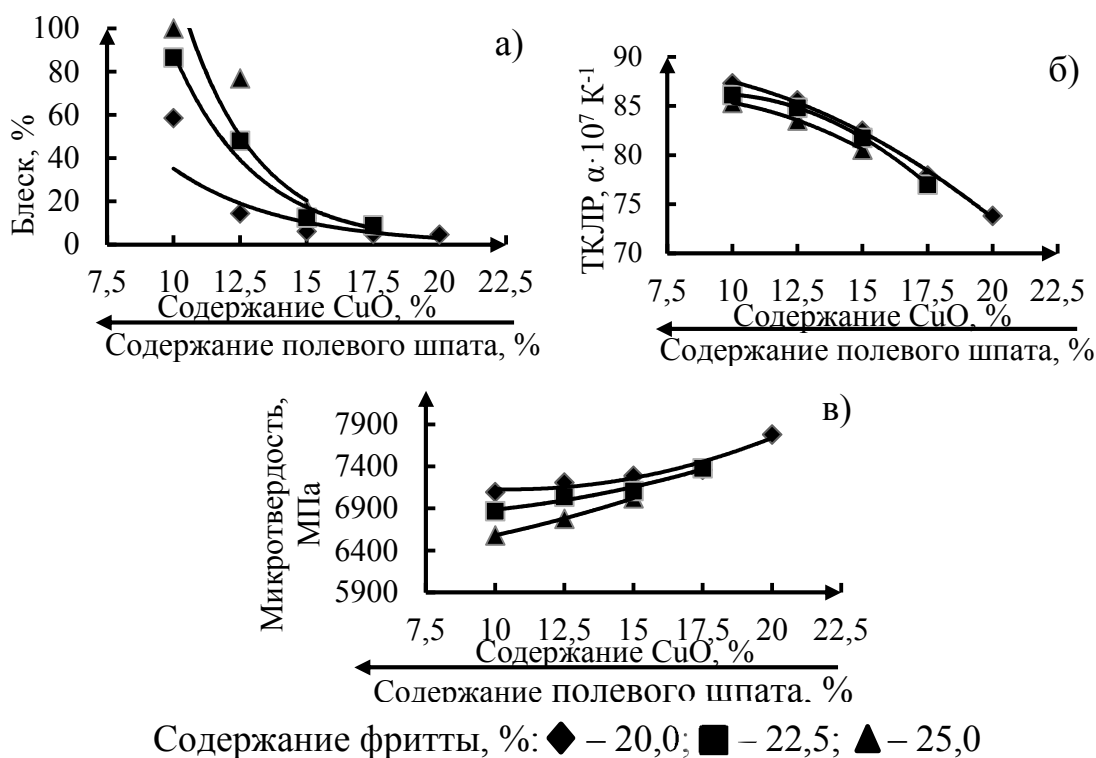 а)
Блеск, %
100
80
60
40
20
0
7,5 10 12,5 15 17,5 20 22,5
Содержание CuO, %
Содержание полевого шпата, %
б)
ТКЛР, α·10⁷ К⁻¹
90
85
80
75
70
7,5 10 12,5 15 17,5 20 22,5
Содержание CuO, %
Содержание полевого шпата, %
в)
Микротвердость,
МПа
7900
7400
6900
6400
5900
7,5 10 12,5 15 17,5 20 22,5
Содержание CuO, %
Содержание полевого шпата, %
Содержание фритты, %: ◆ – 20,0; ■ – 22,5; ▲ – 25,0